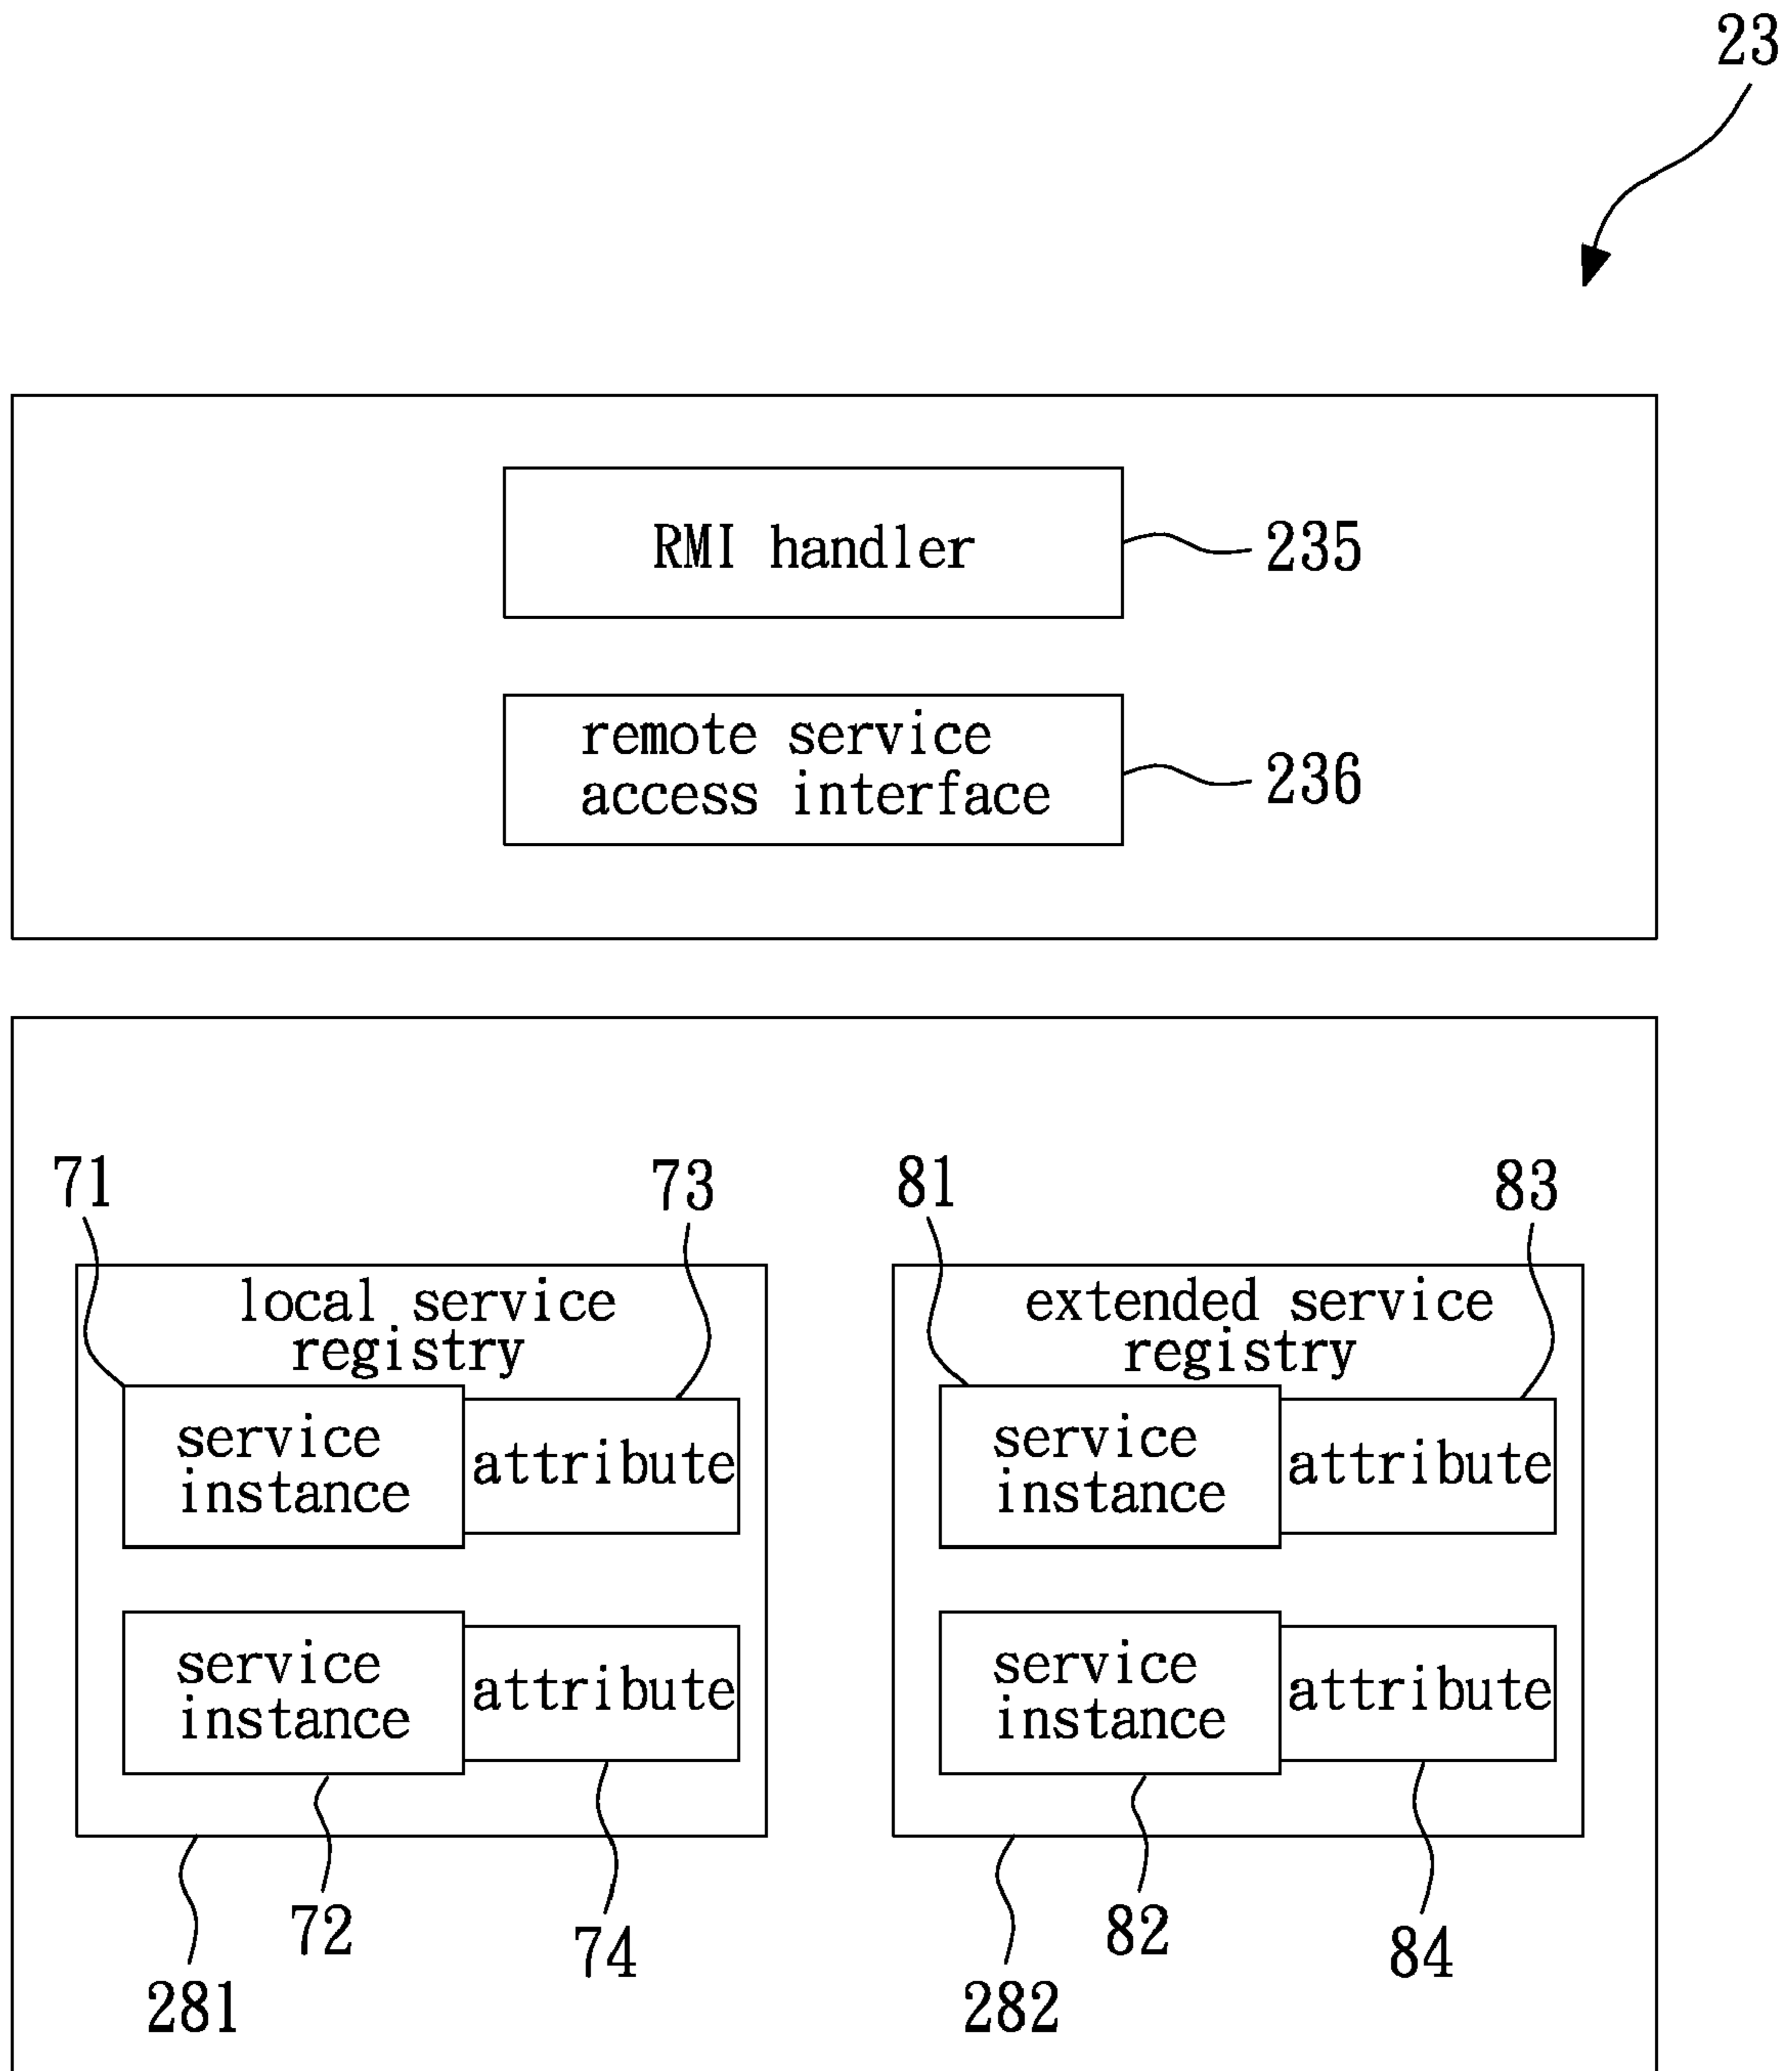 23
RMI handler
235
remote service
access interface
236
71
73
81
83
local service
registry
extended service
registry
service
instance
attribute
service
instance
attribute
service
instance
attribute
service
instance
attribute
72
74
82
84
281
282